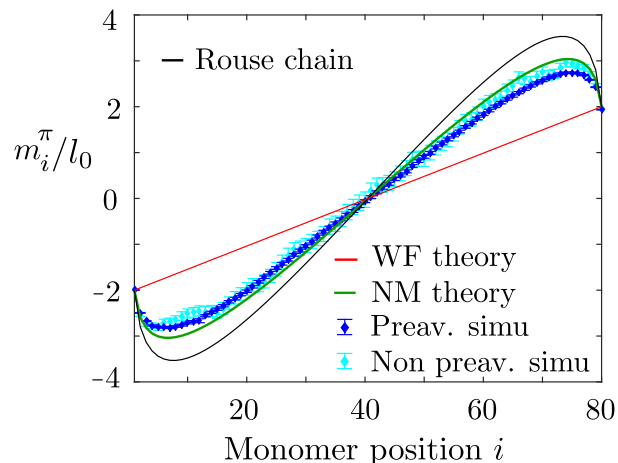 4
Rouse chain
2
m_i^π/l_0
0
WF theory
NM theory
-2
Preav. simu
Non preav. simu
-4
20 40 60 80
Monomer position i